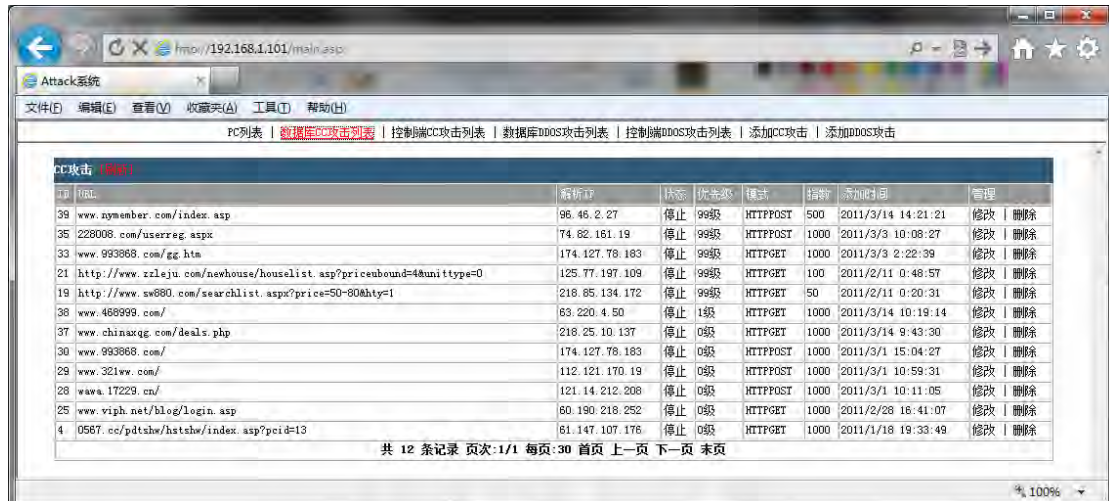 http://192.168.1.101/main.asp
Attack系统
文件(F) 编辑(E) 查看(V) 收藏夹(A) 工具(T) 帮助(H)
PC列表 | 数据库CC攻击列表 | 控制端CC攻击列表 | 数据库DDOS攻击列表 | 控制端DDOS攻击列表 | 添加CC攻击 | 添加DDOS攻击
CC攻击
ID URL 解析IP 状态 优先级 模式 指数 添加时间 管理
39 www.nymember.com/index.asp 96.46.2.27 停止 99级 HTTPPOST 500 2011/3/14 14:21:21 修改 | 删除
35 228008.com/userreg.aspx 74.82.161.19 停止 99级 HTTPPOST 1000 2011/3/3 10:08:27 修改 | 删除
33 www.993868.com/gg.htm 174.127.78.183 停止 99级 HTTPGET 1000 2011/3/3 2:22:39 修改 | 删除
21 http://www.zzleju.com/newhouse/houselist.asp?priceubound=4&unittype=0 125.77.197.109 停止 99级 HTTPGET 100 2011/2/11 0:48:57 修改 | 删除
19 http://www.sw880.com/searchlist.aspx?price=50-80&hty=1 218.85.134.172 停止 99级 HTTPGET 50 2011/2/11 0:20:31 修改 | 删除
38 www.468999.com/ 63.220.4.50 停止 1级 HTTPGET 1000 2011/3/14 10:19:14 修改 | 删除
37 www.chinaxqg.com/deals.php 218.25.10.137 停止 0级 HTTPGET 1000 2011/3/14 9:43:30 修改 | 删除
30 www.993868.com/ 174.127.78.183 停止 0级 HTTPPOST 1000 2011/3/1 15:04:27 修改 | 删除
29 www.321ww.com/ 112.121.170.19 停止 0级 HTTPPOST 1000 2011/3/1 10:59:31 修改 | 删除
28 wawa.17229.cn/ 121.14.212.208 停止 0级 HTTPPOST 1000 2011/3/1 10:11:05 修改 | 删除
25 www.viph.net/blog/login.asp 60.190.218.252 停止 0级 HTTPGET 1000 2011/2/28 16:41:07 修改 | 删除
4 0567.cc/pdtshw/hstshw/index.asp?pcid=13 61.147.107.176 停止 0级 HTTPGET 1000 2011/1/18 19:33:49 修改 | 删除
共 12 条记录 页次:1/1 每页:30 首页 上一页 下一页 末页
100%